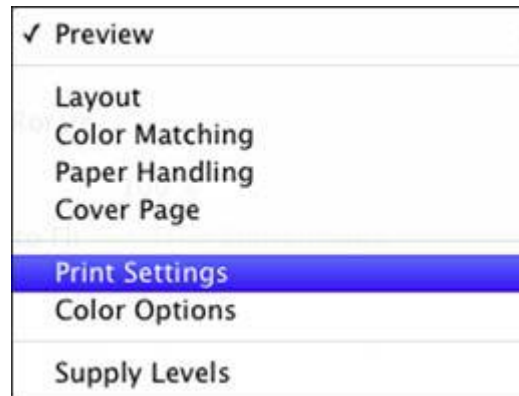 ✓ Preview
Layout
Color Matching
Paper Handling
Cover Page
Print Settings
Color Options
Supply Levels